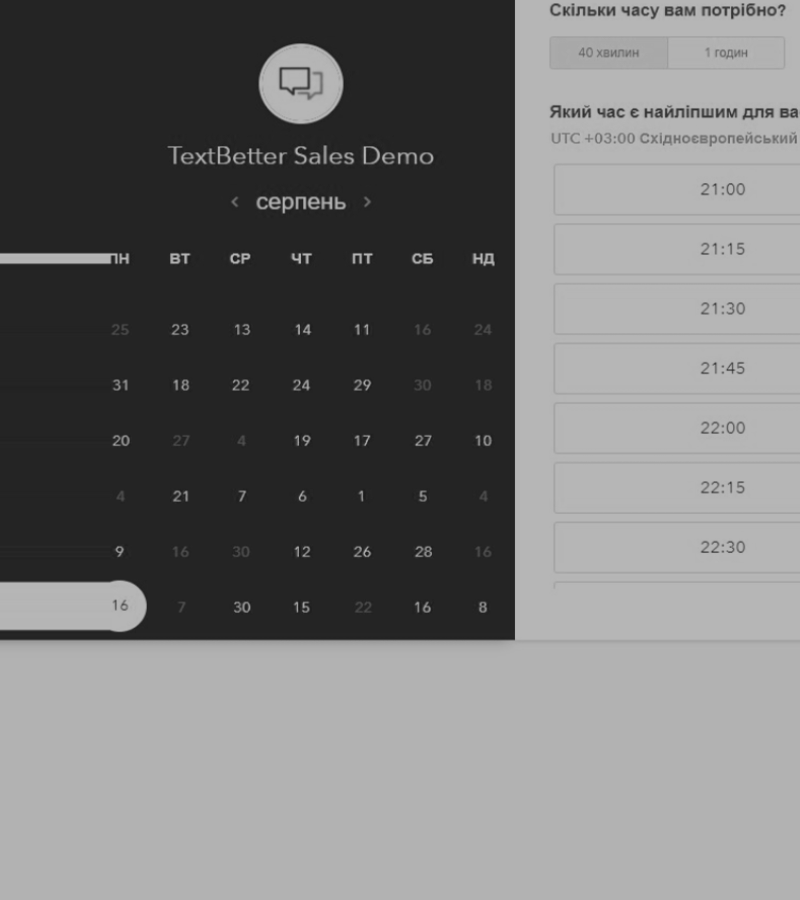 TextBetter Sales Demo
серпень
ПН ВТ СР ЧТ ПТ СБ НД
25 23 13 14 11 16 24
31 18 22 24 29 30 18
20 27 4 19 17 27 10
4 21 7 6 1 5 4
9 16 30 12 26 28 16
16 7 30 15 22 16 8
Скільки часу вам потрібно?
40 хвилин 1 годин
Який час є найліпшим для ва
UTC +03:00 Східноєвропейський
21:00
21:15
21:30
21:45
22:00
22:15
22:30